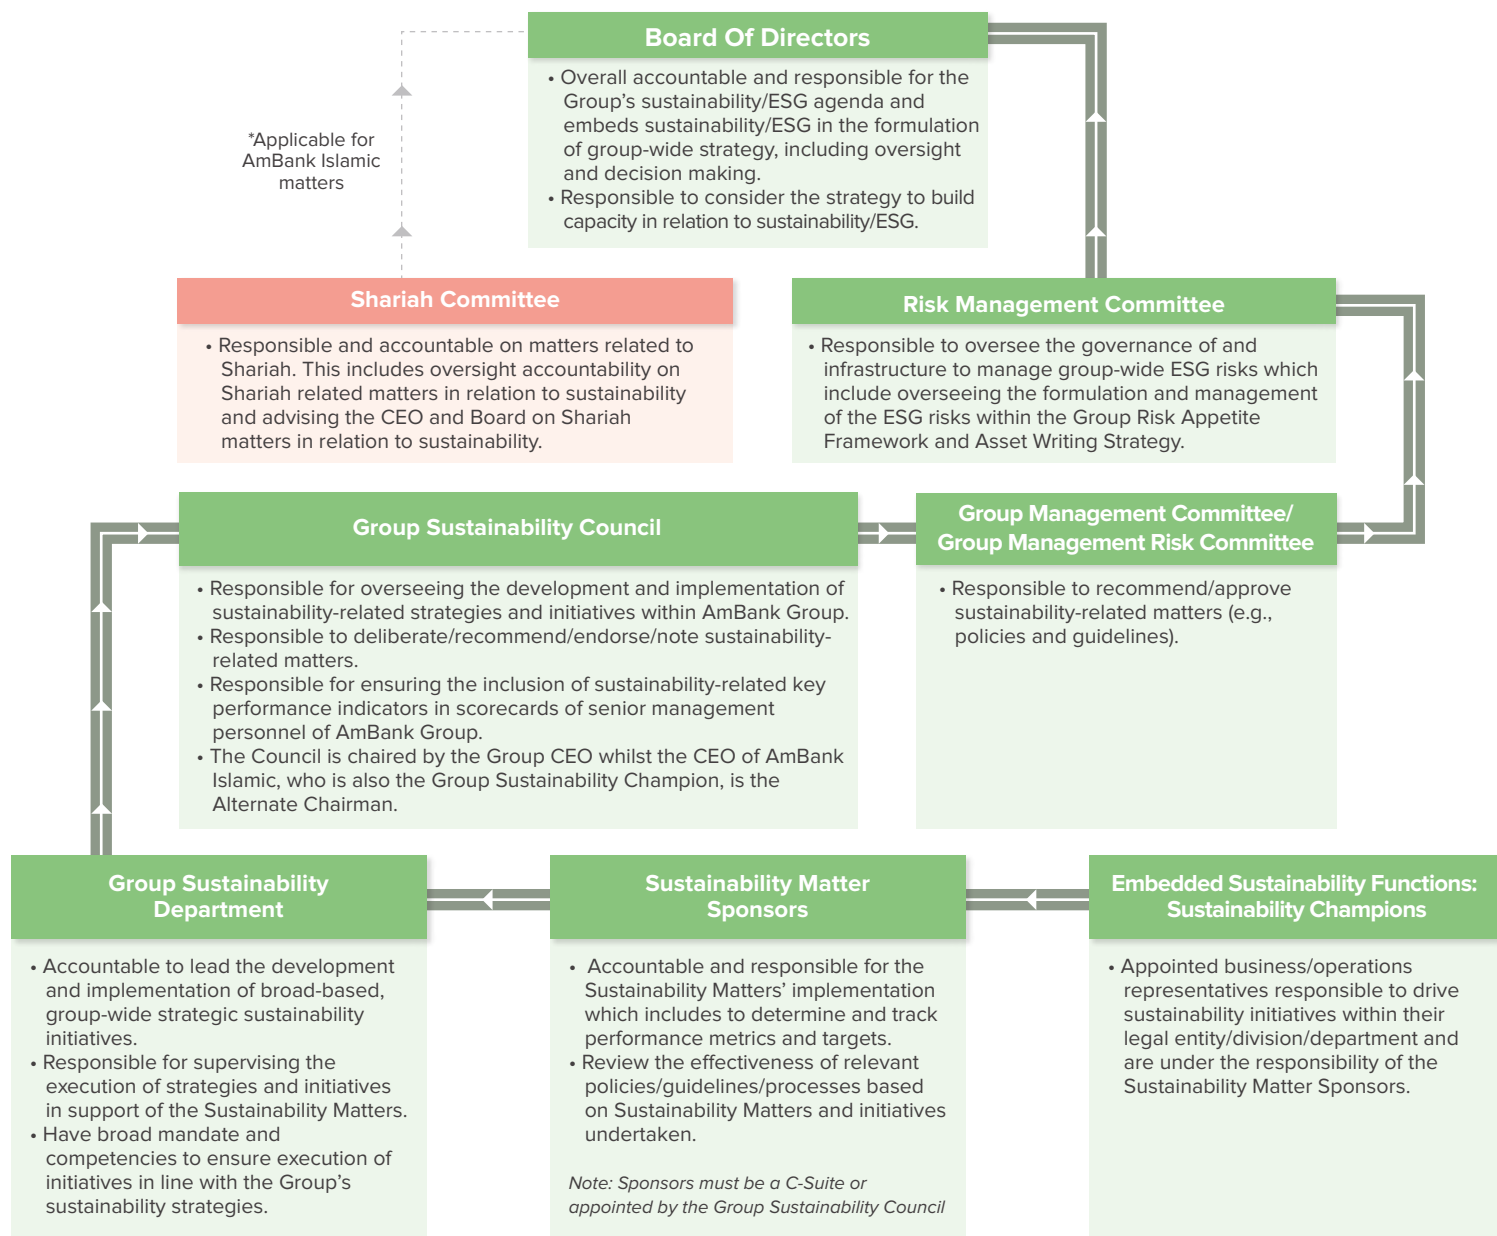 Board Of Directors
• Overall accountable and responsible for the
Group's sustainability/ESG agenda and
embeds sustainability/ESG in the formulation
of group-wide strategy, including oversight
and decision making.
• Responsible to consider the strategy to build
capacity in relation to sustainability/ESG.
*Applicable for
AmBank Islamic
matters
Shariah Committee
• Responsible and accountable on matters related to
Shariah. This includes oversight accountability on
Shariah related matters in relation to sustainability
and advising the CEO and Board on Shariah
matters in relation to sustainability.
Risk Management Committee
• Responsible to oversee the governance of and
infrastructure to manage group-wide ESG risks which
include overseeing the formulation and management
of the ESG risks within the Group Risk Appetite
Framework and Asset Writing Strategy.
Group Sustainability Council
• Responsible for overseeing the development and implementation of
sustainability-related strategies and initiatives within AmBank Group.
• Responsible to deliberate/recommend/endorse/note sustainability-
related matters.
• Responsible for ensuring the inclusion of sustainability-related key
performance indicators in scorecards of senior management
personnel of AmBank Group.
• The Council is chaired by the Group CEO whilst the CEO of AmBank
Islamic, who is also the Group Sustainability Champion, is the
Alternate Chairman.
Group Management Committee/
Group Management Risk Committee
• Responsible to recommend/approve
sustainability-related matters (e.g.,
policies and guidelines).
Group Sustainability
Department
• Accountable to lead the development
and implementation of broad-based,
group-wide strategic sustainability
initiatives.
• Responsible for supervising the
execution of strategies and initiatives
in support of the Sustainability Matters.
• Have broad mandate and
competencies to ensure execution of
initiatives in line with the Group's
sustainability strategies.
Sustainability Matter
Sponsors
• Accountable and responsible for the
Sustainability Matters' implementation
which includes to determine and track
performance metrics and targets.
• Review the effectiveness of relevant
policies/guidelines/processes based
on Sustainability Matters and initiatives
undertaken.
Note: Sponsors must be a C-Suite or
appointed by the Group Sustainability Council
Embedded Sustainability Functions:
Sustainability Champions
• Appointed business/operations
representatives responsible to drive
sustainability initiatives within their
legal entity/division/department and
are under the responsibility of the
Sustainability Matter Sponsors.